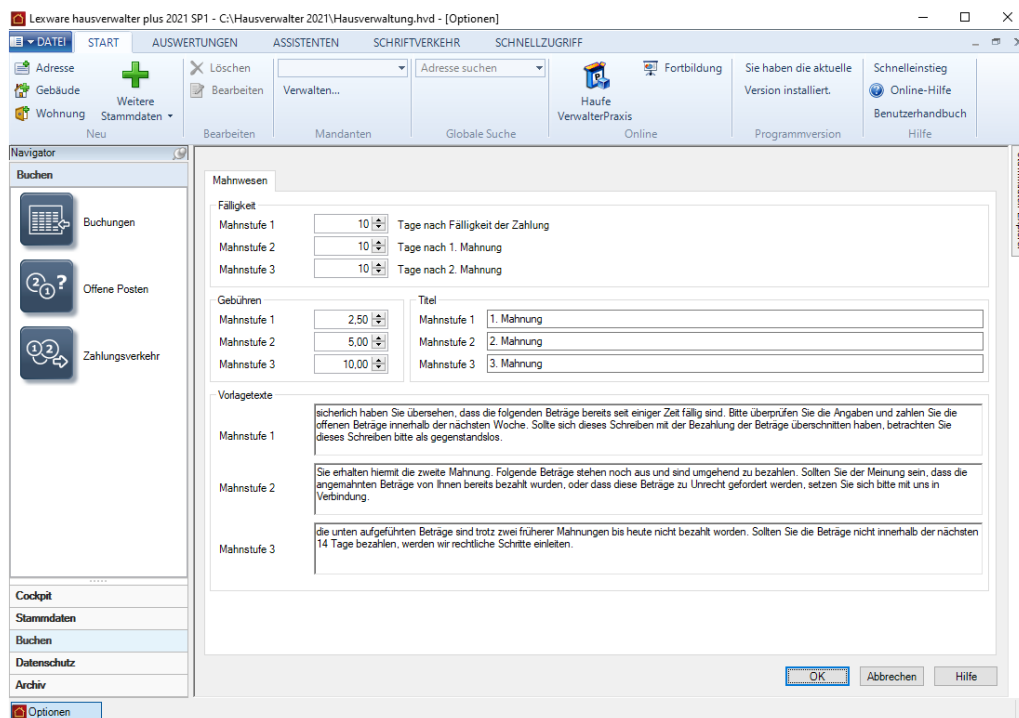 Lexware hausverwalter plus 2021 SP1 - C:\Hausverwalter 2021\Hausverwaltung.hvd - [Optionen]
DATEI START AUSWERTUNGEN ASSISTENTEN SCHRIFTVERKEHR SCHNELLZUGRIFF
Adresse
Gebäude
Wohnung
Weitere
Stammdaten
Neu
Löschen
Bearbeiten
Bearbeiten
Verwalten...
Mandanten
Adresse suchen
Globale Suche
Haufe
VerwalterPraxis
Fortbildung
Online
Sie haben die aktuelle
Version installiert.
Programmversion
Schnelleinstieg
Online-Hilfe
Benutzerhandbuch
Hilfe
Navigator
Buchen
Buchungen
Offene Posten
Zahlungsverkehr
Cockpit
Stammdaten
Buchen
Datenschutz
Archiv
Mahnwesen
Fälligkeit
Mahnstufe 1 10 Tage nach Fälligkeit der Zahlung
Mahnstufe 2 10 Tage nach 1. Mahnung
Mahnstufe 3 10 Tage nach 2. Mahnung
Gebühren
Mahnstufe 1 2,50
Mahnstufe 2 5,00
Mahnstufe 3 10,00
Titel
Mahnstufe 1 1. Mahnung
Mahnstufe 2 2. Mahnung
Mahnstufe 3 3. Mahnung
Vorlagetexte
Mahnstufe 1
sicherlich haben Sie übersehen, dass die folgenden Beträge bereits seit einiger Zeit fällig sind. Bitte überprüfen Sie die Angaben und zahlen Sie die
offenen Beträge innerhalb der nächsten Woche. Sollte sich dieses Schreiben mit der Bezahlung der Beträge überschnitten haben, betrachten Sie
dieses Schreiben bitte als gegenstandslos.
Mahnstufe 2
Sie erhalten hiermit die zweite Mahnung. Folgende Beträge stehen noch aus und sind umgehend zu bezahlen. Sollten Sie der Meinung sein, dass die
angemahnten Beträge von Ihnen bereits bezahlt wurden, oder dass diese Beträge zu Unrecht gefordert werden, setzen Sie sich bitte mit uns in
Verbindung.
Mahnstufe 3
die unten aufgeführten Beträge sind trotz zwei früherer Mahnungen bis heute nicht bezahlt worden. Sollten Sie die Beträge nicht innerhalb der nächsten
14 Tage bezahlen, werden wir rechtliche Schritte einleiten.
OK Abbrechen Hilfe
Optionen